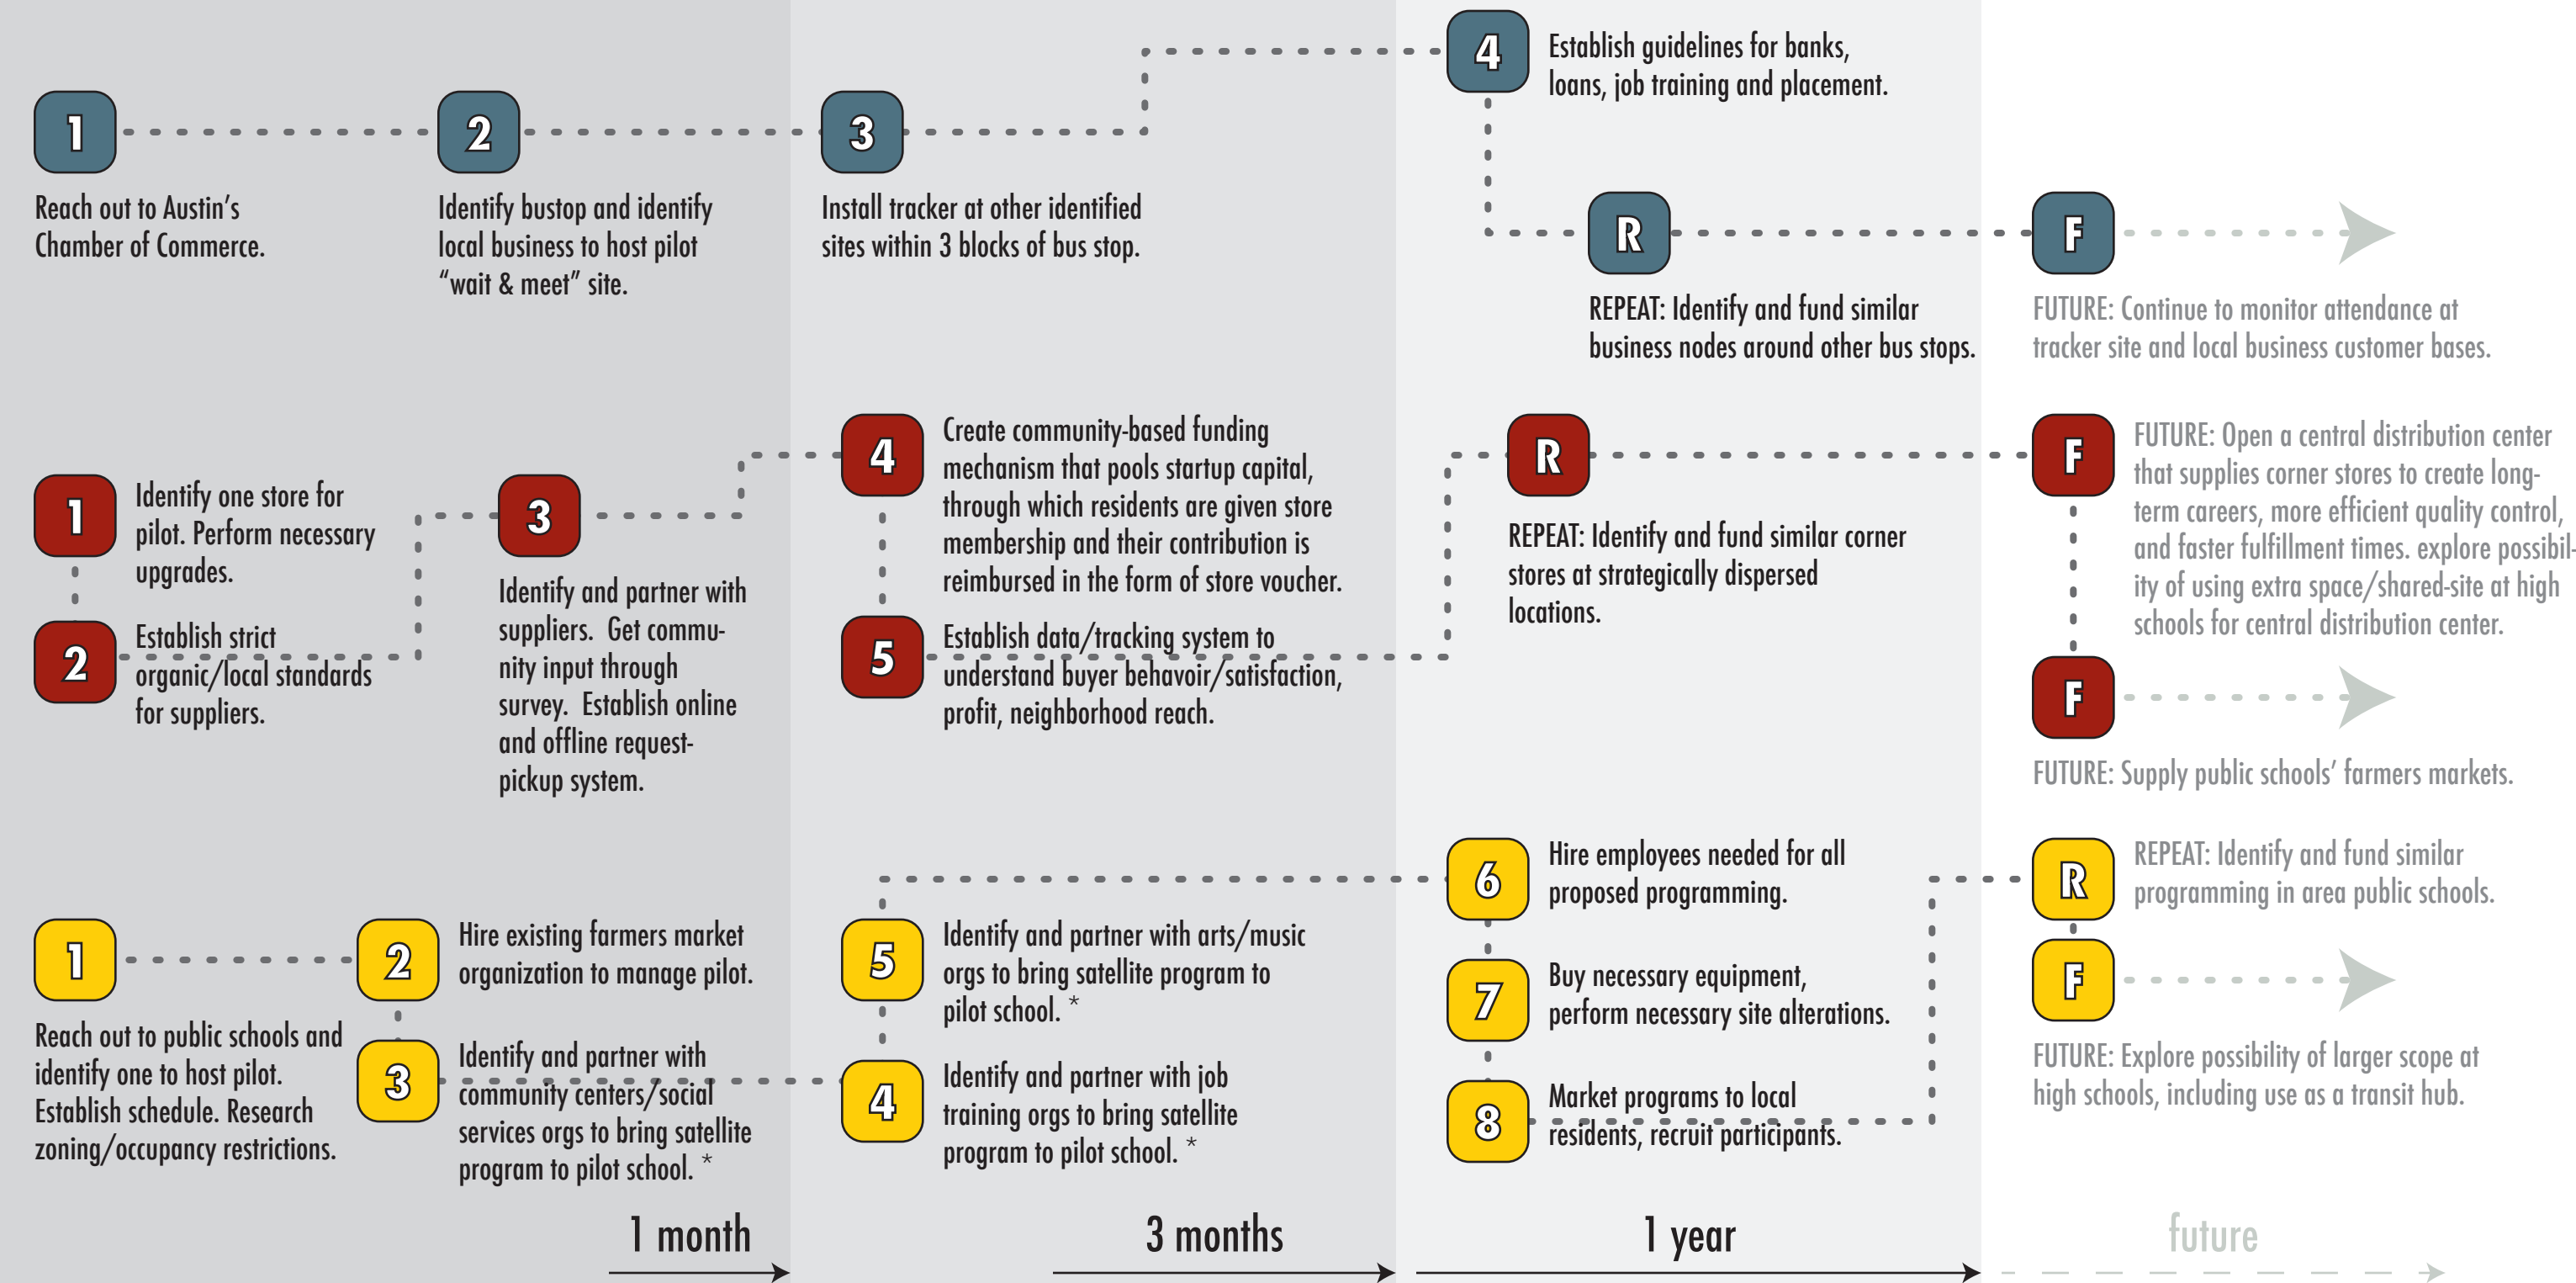 1
Reach out to Austin's
Chamber of Commerce.
2
Identify bustop and identify
local business to host pilot
“wait & meet” site.
3
Install tracker at other identified
sites within 3 blocks of bus stop.
4
Establish guidelines for banks,
loans, job training and placement.
R
REPEAT: Identify and fund similar
business nodes around other bus stops.
F
FUTURE: Continue to monitor attendance at
tracker site and local business customer bases.
1
Identify one store for
pilot. Perform necessary
upgrades.
2
Establish strict
organic/local standards
for suppliers.
3
Identify and partner with
suppliers. Get commu-
nity input through
survey. Establish online
and offline request-
pickup system.
4
Create community-based funding
mechanism that pools startup capital,
through which residents are given store
membership and their contribution is
reimbursed in the form of store voucher.
5
Establish data/tracking system to
understand buyer behavoir/satisfaction,
profit, neighborhood reach.
R
REPEAT: Identify and fund similar corner
stores at strategically dispersed
locations.
F
FUTURE: Open a central distribution center
that supplies corner stores to create long-
term careers, more efficient quality control,
and faster fulfillment times. explore possibil-
ity of using extra space/shared-site at high
schools for central distribution center.
F
FUTURE: Supply public schools' farmers markets.
1
Reach out to public schools and
identify one to host pilot.
Establish schedule. Research
zoning/occupancy restrictions.
2
Hire existing farmers market
organization to manage pilot.
3
Identify and partner with
community centers/social
services orgs to bring satellite
program to pilot school. *
5
Identify and partner with arts/music
orgs to bring satellite program to
pilot school. *
4
Identify and partner with job
training orgs to bring satellite
program to pilot school. *
6
Hire employees needed for all
proposed programming.
7
Buy necessary equipment,
perform necessary site alterations.
8
Market programs to local
residents, recruit participants.
R
REPEAT: Identify and fund similar
programming in area public schools.
F
FUTURE: Explore possibility of larger scope at
high schools, including use as a transit hub.
1 month
3 months
1 year
future